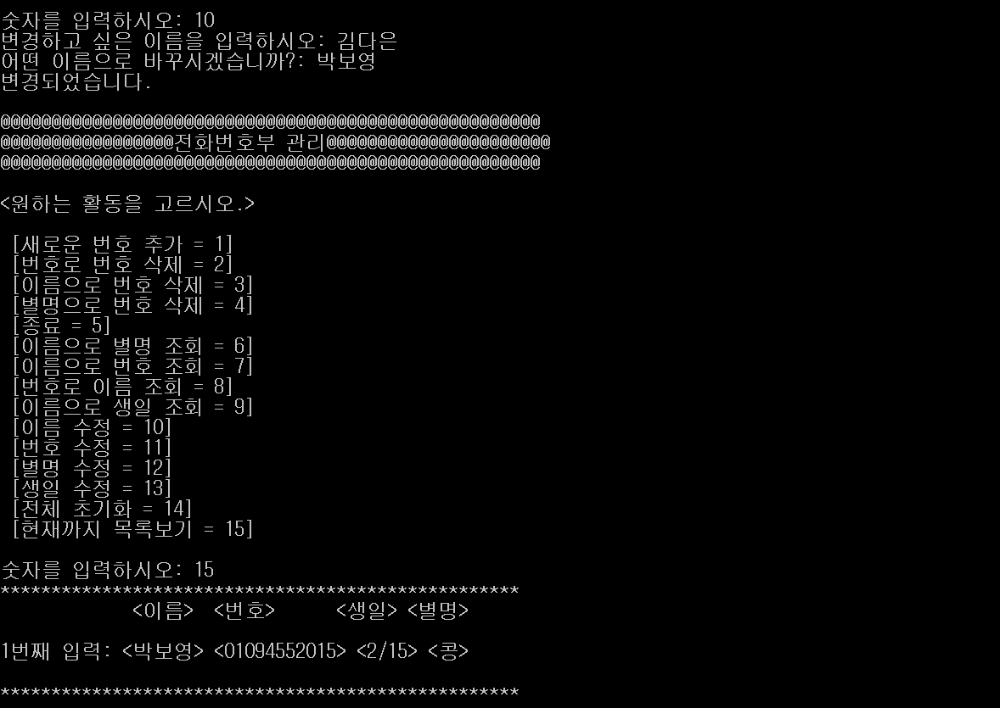 숫자를 입력하시오: 10
변경하고 싶은 이름을 입력하시오: 김다은
어떤 이름으로 바꾸시겠습니까?: 박보영
변경되었습니다.
@@@@@@@@@@@@@@@@@@@@@@@@@@@@@@@@@@@@@@@@@@@@@@@@@@@@@
@@@@@@@@@@@@@@@@@전화번호부 관리@@@@@@@@@@@@@@@@@@@@@@
@@@@@@@@@@@@@@@@@@@@@@@@@@@@@@@@@@@@@@@@@@@@@@@@@@@@@
<원하는 활동을 고르시오.>
[새로운 번호 추가 = 1]
[번호로 번호 삭제 = 2]
[이름으로 번호 삭제 = 3]
[별명으로 번호 삭제 = 4]
[종료 = 5]
[이름으로 별명 조회 = 6]
[이름으로 번호 조회 = 7]
[번호로 이름 조회 = 8]
[이름으로 생일 조회 = 9]
[이름 수정 = 10]
[번호 수정 = 11]
[별명 수정 = 12]
[생일 수정 = 13]
[전체 초기화 = 14]
[현재까지 목록보기 = 15]
숫자를 입력하시오: 15
***************************************************
<이름> <번호> <생일> <별명>
1번째 입력: <박보영> <01094552015> <2/15> <콩>
***************************************************